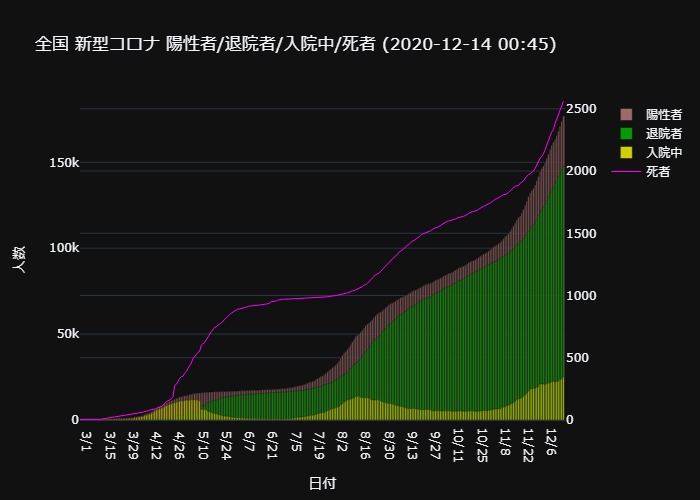 全国 新型コロナ 陽性者/退院者/入院中/死者 (2020-12-14 00:45)
陽性者
退院者
入院中
死者
人数
150k
100k
50k
0
2500
2000
1500
1000
500
0
3/1 3/15 3/29 4/12 4/26 5/10 5/24 6/7 6/21 7/5 7/19 8/2 8/16 8/30 9/13 9/27 10/11 10/25 11/8 11/22 12/6
日付